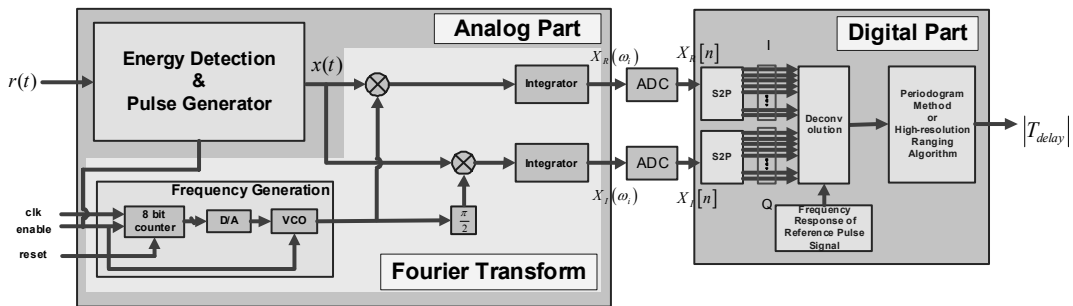 Analog Part
Digital Part
Energy Detection
&
Pulse Generator
r(t)
x(t)
Integrator
X_R(ω_i)
ADC
X_R[n]
S2P
I
Deconv
olution
Periodogram
Method
or
High-resolution
Ranging
Algorithm
|T_delay|
Integrator
X_I(ω_i)
ADC
X_I[n]
S2P
Q
Frequency
Response of
Reference Pulse
Signal
Frequency Generation
clk
enable
reset
8 bit
counter
D/A
VCO
π/2
Fourier Transform